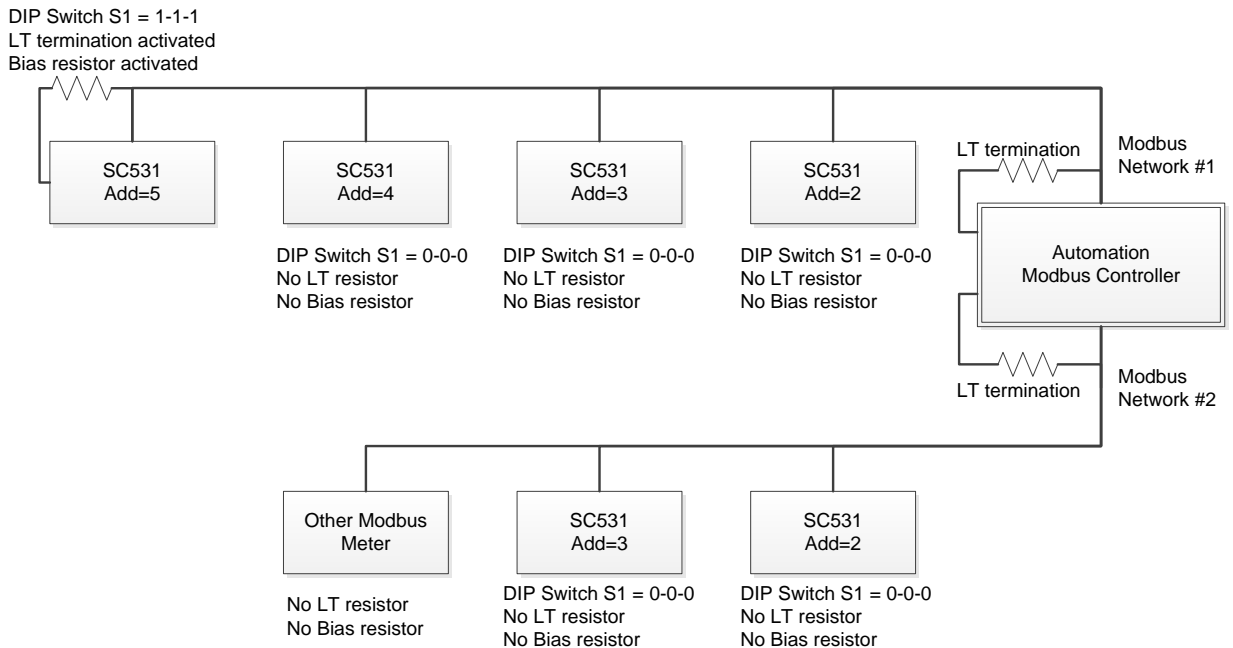 DIP Switch S1 = 1-1-1
LT termination activated
Bias resistor activated
SC531
Add=5
SC531
Add=4
SC531
Add=3
SC531
Add=2
DIP Switch S1 = 0-0-0
No LT resistor
No Bias resistor
DIP Switch S1 = 0-0-0
No LT resistor
No Bias resistor
DIP Switch S1 = 0-0-0
No LT resistor
No Bias resistor
LT termination
Modbus
Network #1
Automation
Modbus Controller
LT termination
Modbus
Network #2
Other Modbus
Meter
SC531
Add=3
SC531
Add=2
No LT resistor
No Bias resistor
DIP Switch S1 = 0-0-0
No LT resistor
No Bias resistor
DIP Switch S1 = 0-0-0
No LT resistor
No Bias resistor